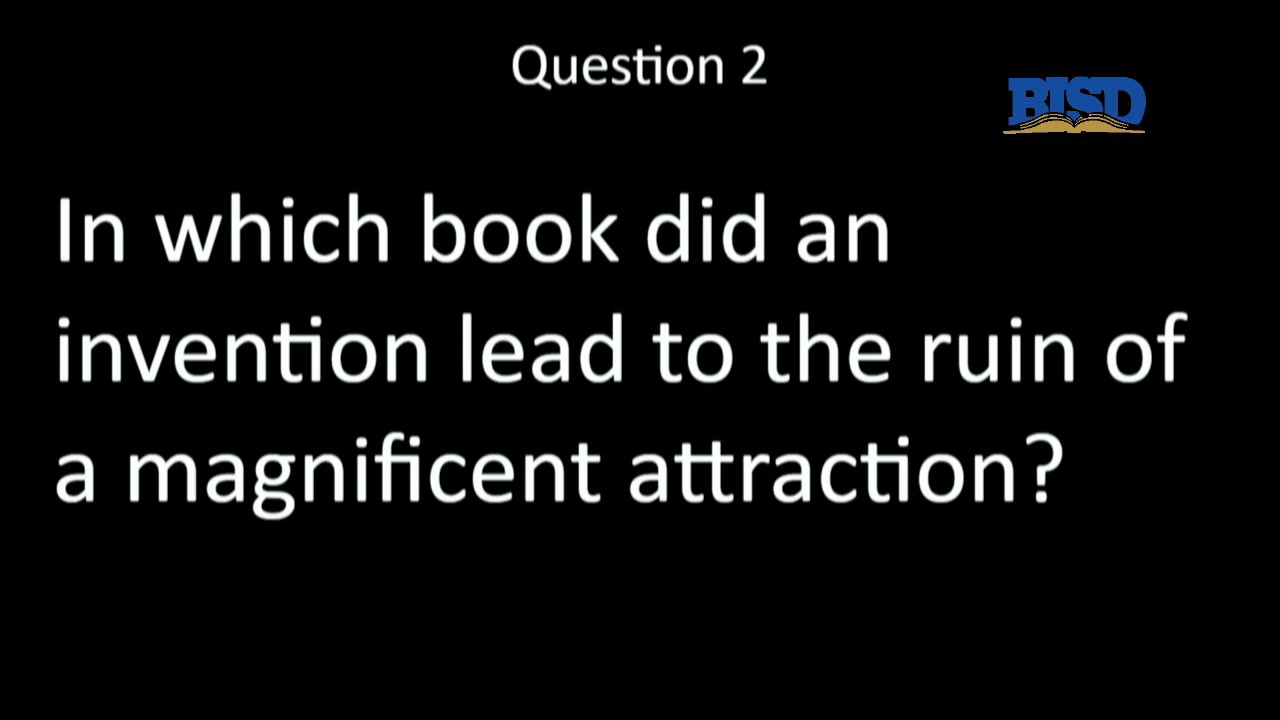 Question 2
BISD
In which book did an
invention lead to the ruin of
a magnificent attraction?